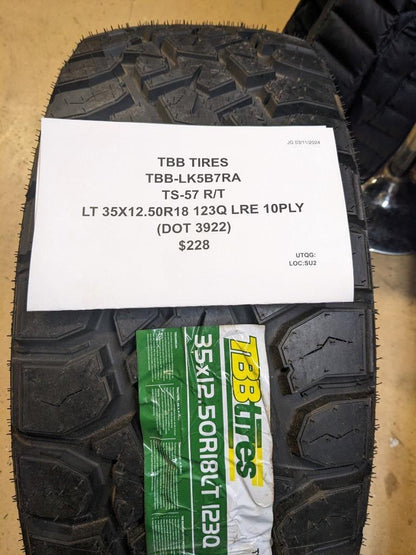 JG 03/11/2024
TBB TIRES
TBB-LK5B7RA
TS-57 R/T
LT 35X12.50R18 123Q LRE 10PLY
(DOT 3922)
$228
UTQG:
LOC:SU2
TBBtires
35x12.50R18LT 123Q